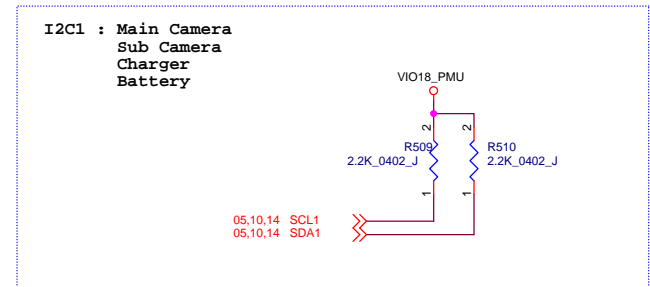 I2C1 : Main Camera
Sub Camera
Charger
Battery
VIO18_PMU
2 2
R509 R510
2.2K_0402_J 2.2K_0402_J
1 1
05,10,14 SCL1
05,10,14 SDA1